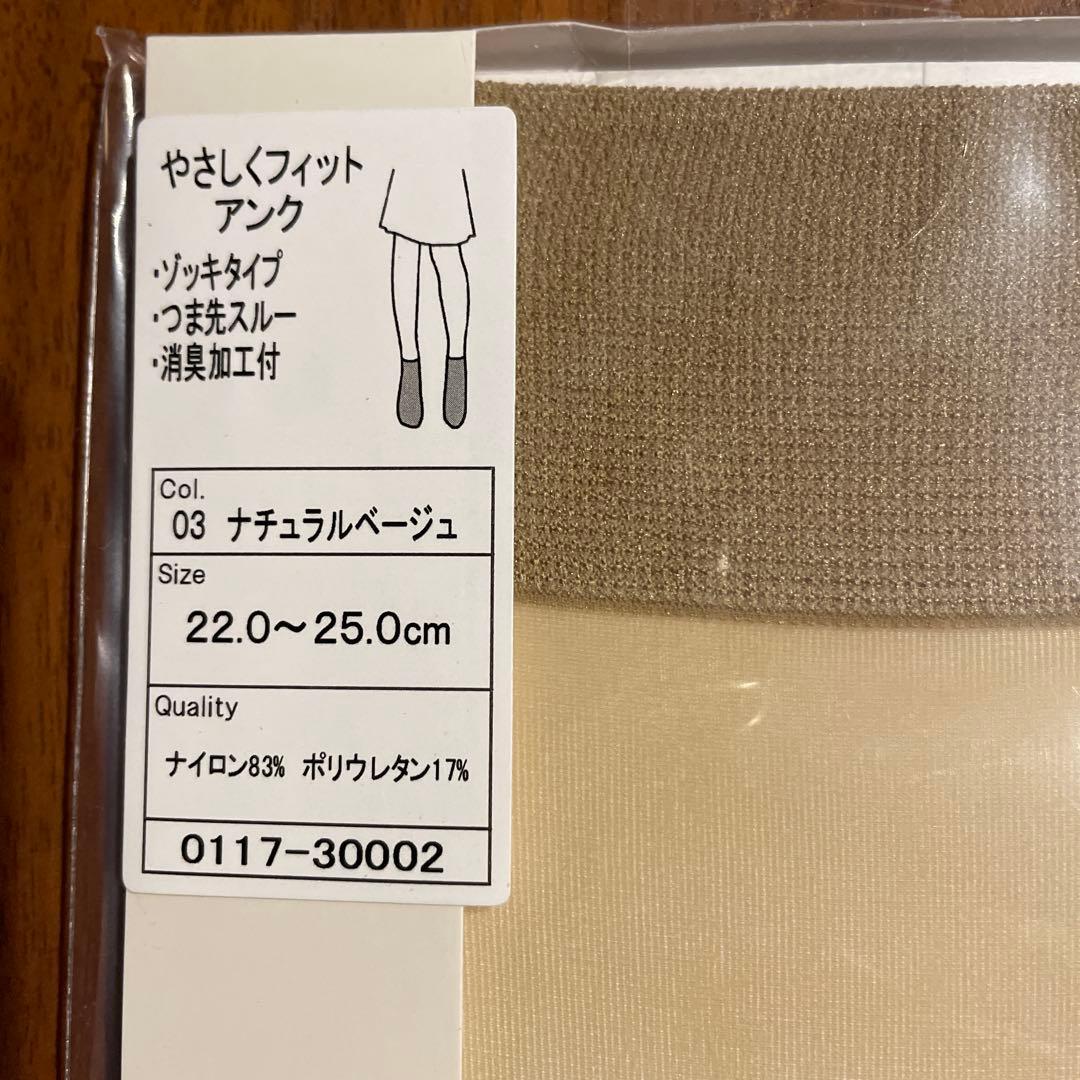 やさしくフィット
アンク
・ゾッキタイプ
・つま先スルー
・消臭加工付
Col.
03 ナチュラルベージュ
Size
22.0～25.0cm
Quality
ナイロン83% ポリウレタン17%
0117-30002